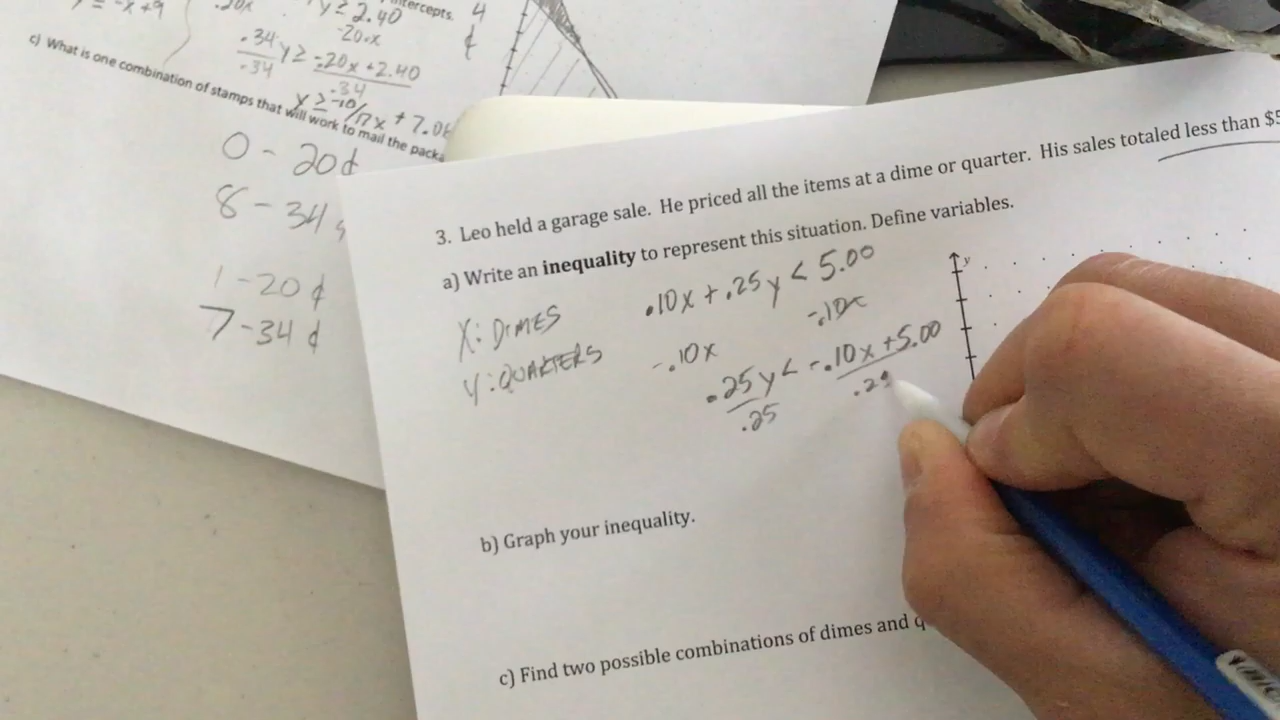 y = -x + 9
.20x
y ≥ 2.40
intercepts.
-20x
4
¢
.34y ≥ -.20x + 2.40
.34
.34
y ≥ -10/17x + 7.06
c) What is one combination of stamps that will work to mail the packa
0 - 20¢
8 - 34¢
1 - 20¢
7 - 34¢
3. Leo held a garage sale. He priced all the items at a dime or quarter. His sales totaled less than $5
a) Write an inequality to represent this situation. Define variables.
X: DIMES
.10x + .25y < 5.00
-.10x
-.10x
Y: QUARTERS
.25y < -.10x + 5.00
.25
.25
y
b) Graph your inequality.
c) Find two possible combinations of dimes and q